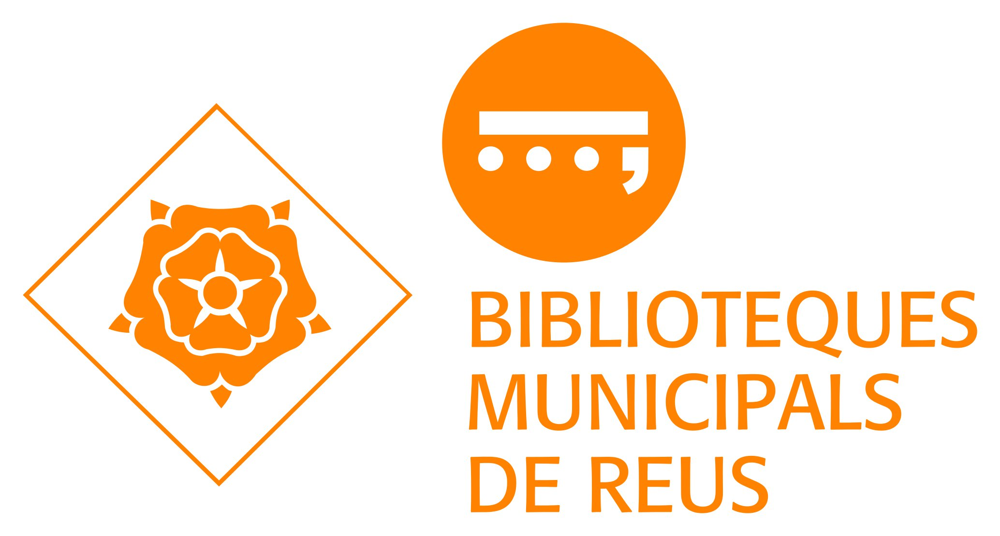 BIBLIOTEQUES
MUNICIPALS
DE REUS